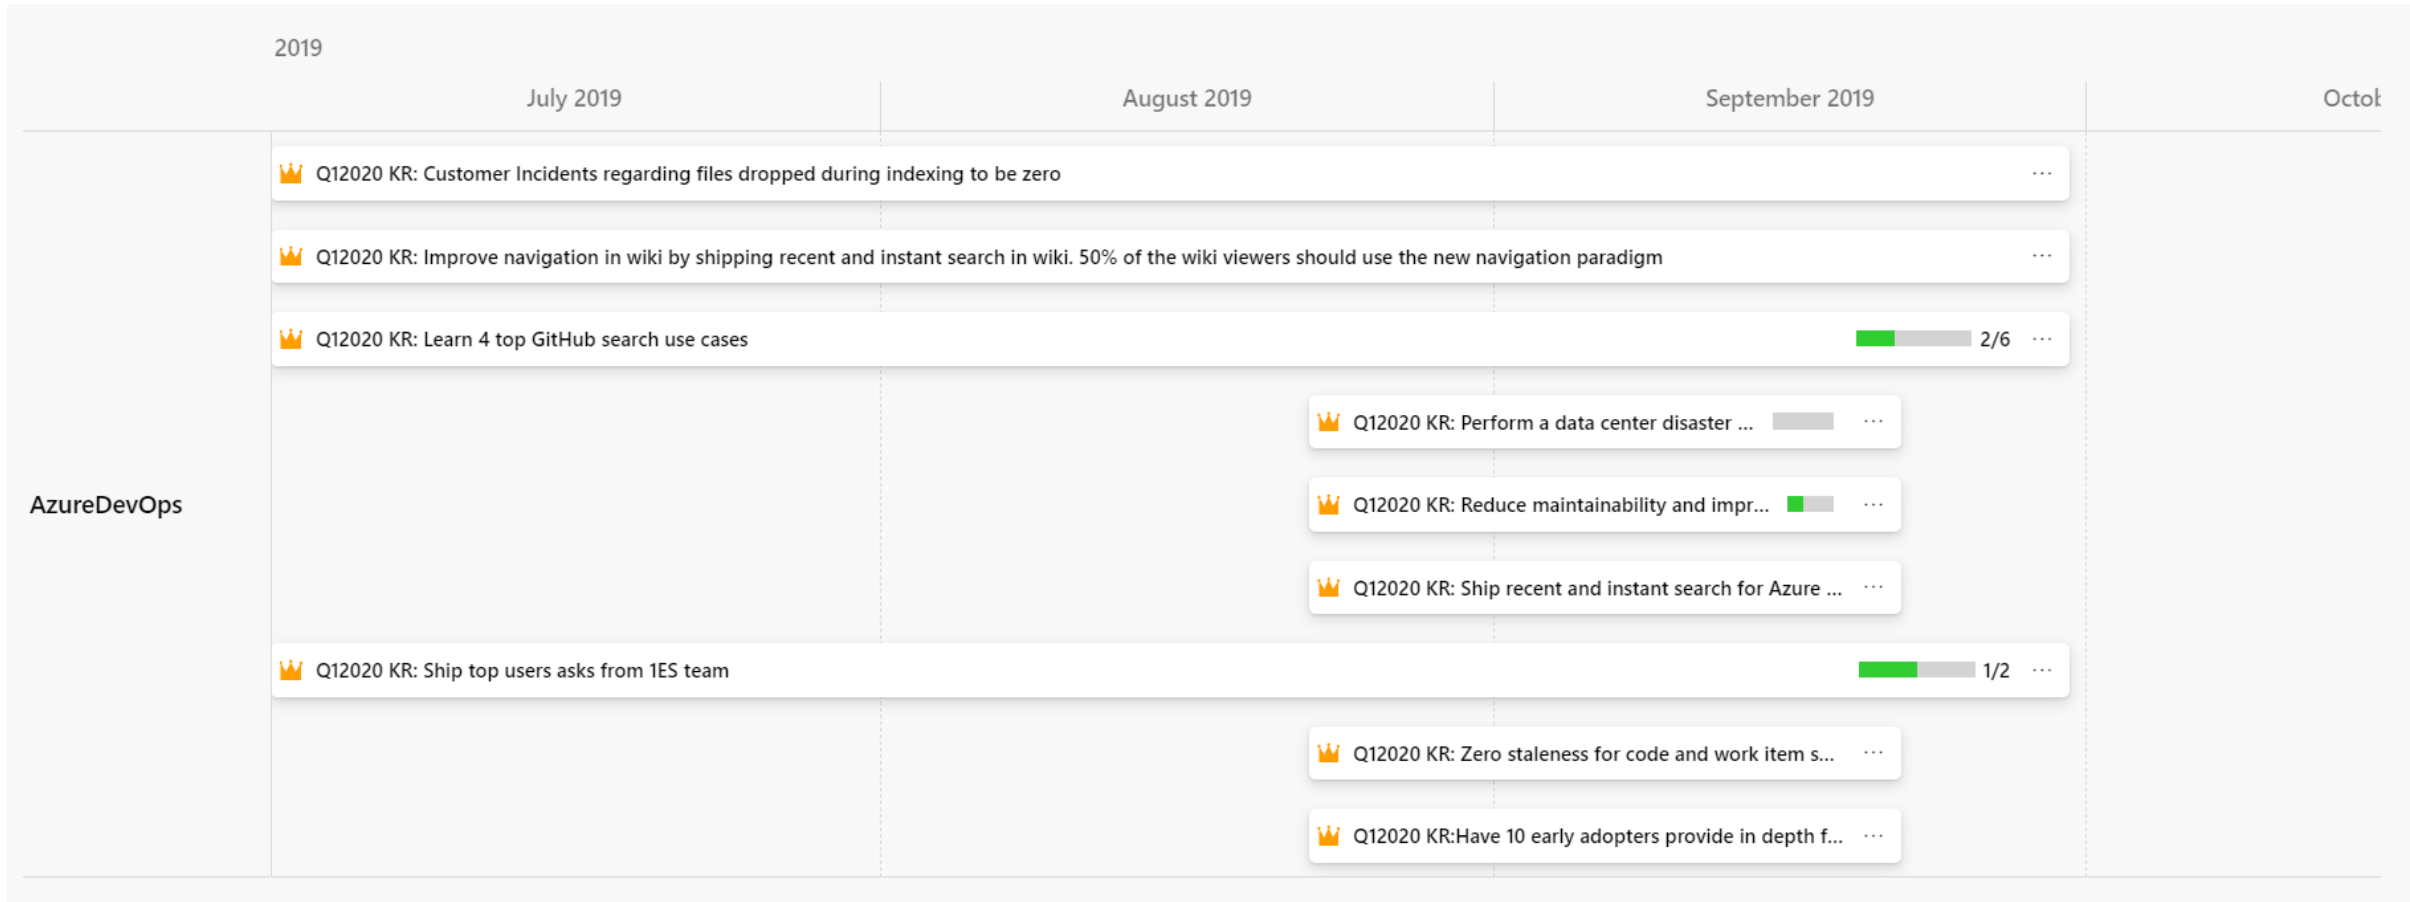 2019
July 2019
August 2019
September 2019
Octob
Q12020 KR: Customer Incidents regarding files dropped during indexing to be zero
Q12020 KR: Improve navigation in wiki by shipping recent and instant search in wiki. 50% of the wiki viewers should use the new navigation paradigm
Q12020 KR: Learn 4 top GitHub search use cases 2/6
Q12020 KR: Perform a data center disaster ...
AzureDevOps
Q12020 KR: Reduce maintainability and impr...
Q12020 KR: Ship recent and instant search for Azure ...
Q12020 KR: Ship top users asks from 1ES team 1/2
Q12020 KR: Zero staleness for code and work item s...
Q12020 KR:Have 10 early adopters provide in depth f...